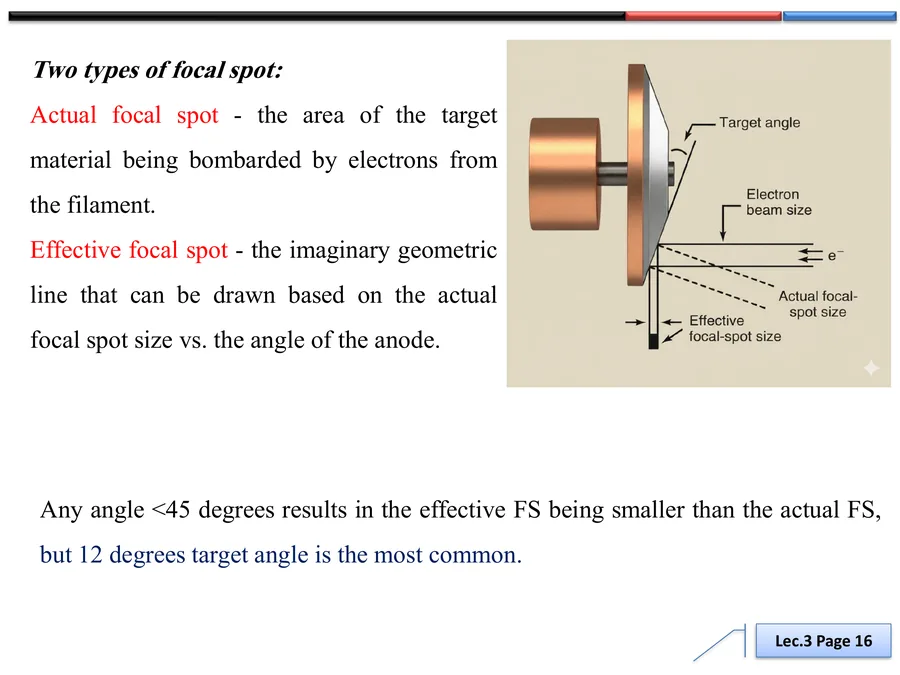 Two types of focal spot:
Actual focal spot - the area of the target
material being bombarded by electrons from
the filament.
Effective focal spot - the imaginary geometric
line that can be drawn based on the actual
focal spot size vs. the angle of the anode.
Target angle
Electron
beam size
e⁻
Actual focal-
spot size
Effective
focal-spot size
Any angle <45 degrees results in the effective FS being smaller than the actual FS,
but 12 degrees target angle is the most common.
Lec.3 Page 16